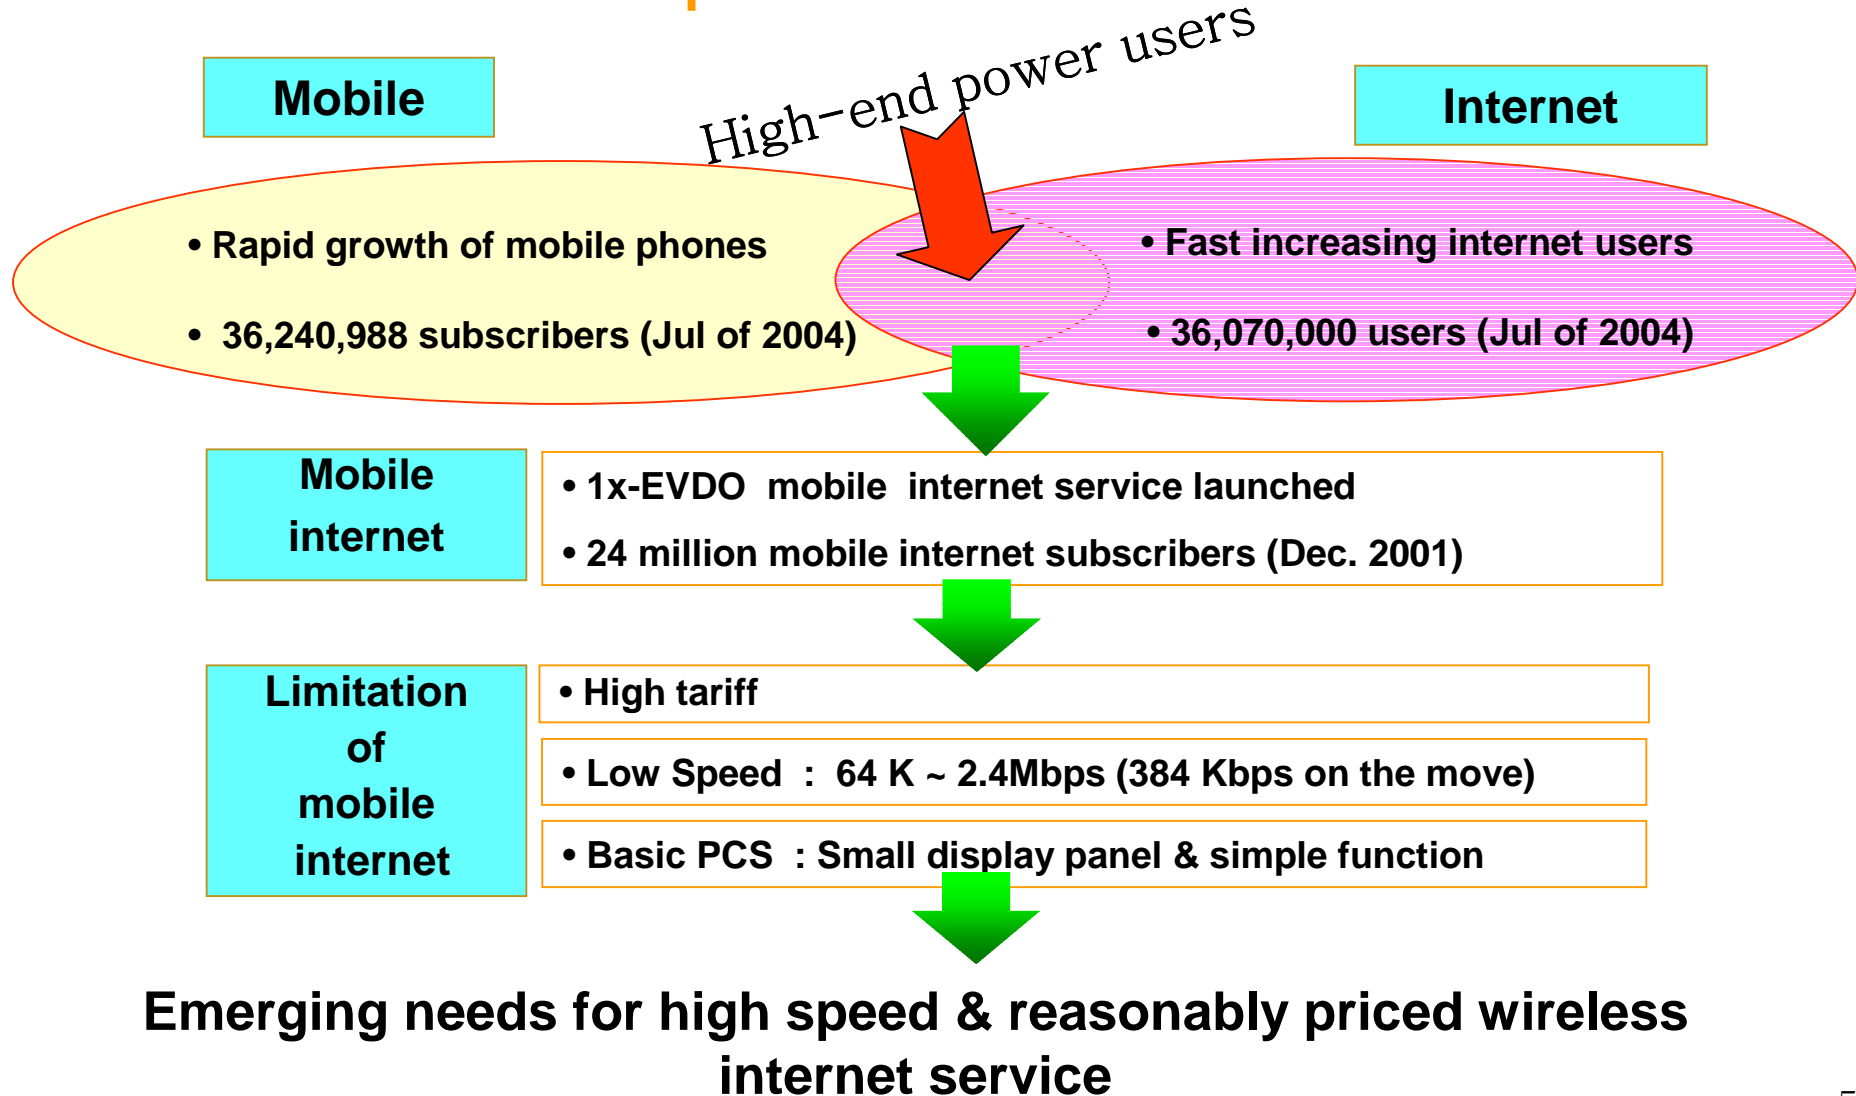 High-end power users
Mobile
Internet
• Rapid growth of mobile phones
• 36,240,988 subscribers (Jul of 2004)
• Fast increasing internet users
• 36,070,000 users (Jul of 2004)
Mobile
internet
• 1x-EVDO mobile internet service launched
• 24 million mobile internet subscribers (Dec. 2001)
Limitation
of
mobile
internet
• High tariff
• Low Speed : 64 K ~ 2.4Mbps (384 Kbps on the move)
• Basic PCS : Small display panel & simple function
Emerging needs for high speed & reasonably priced wireless
internet service